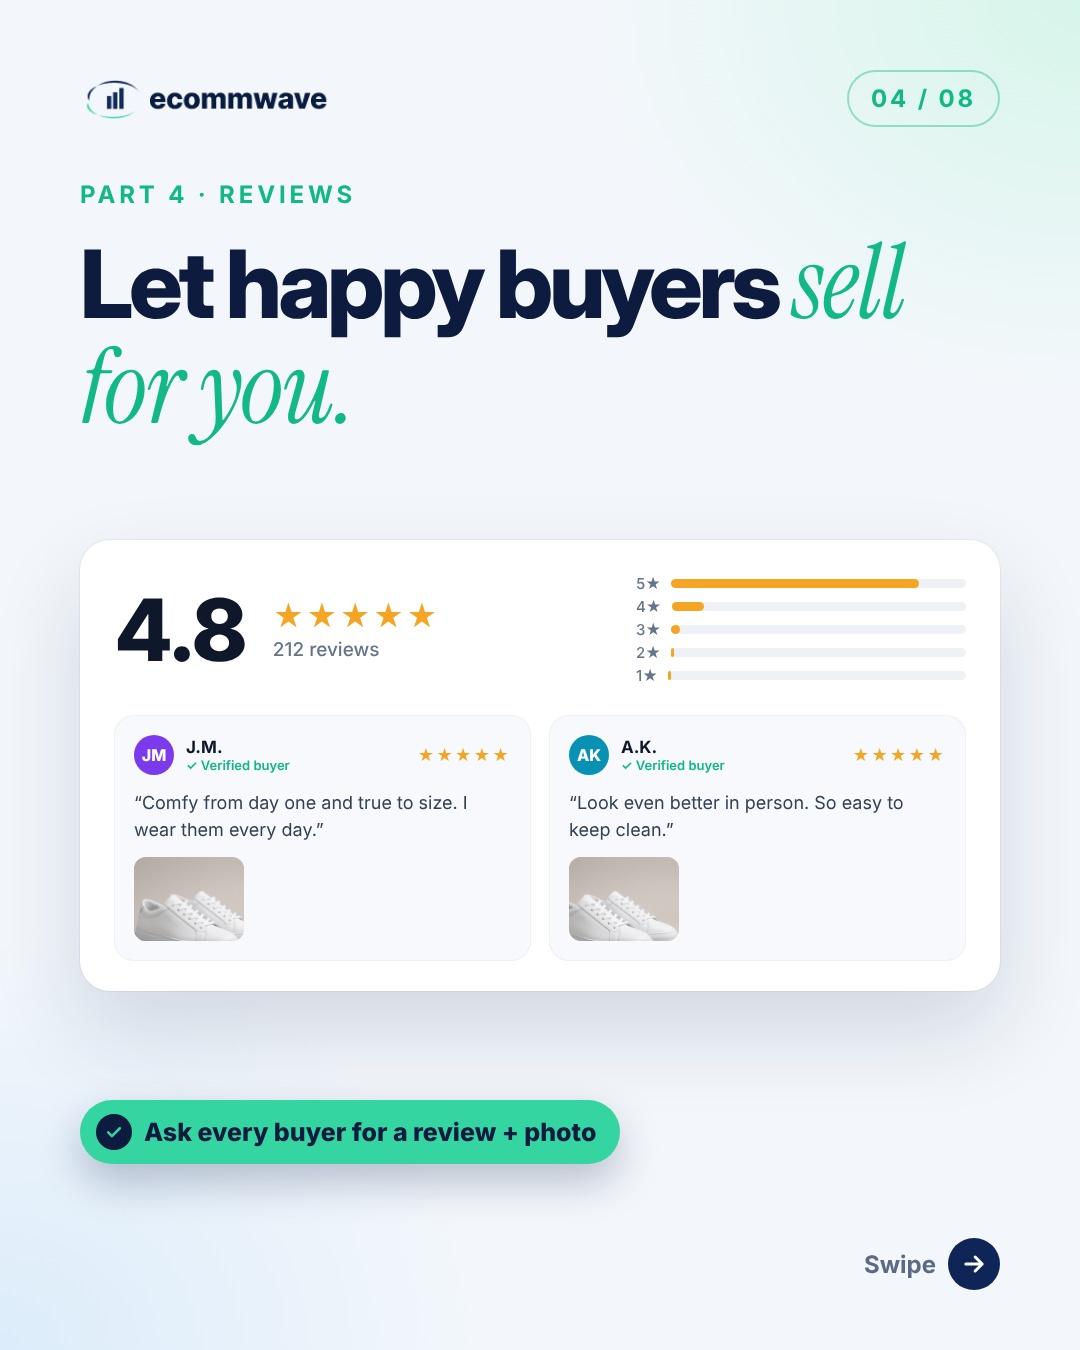 ecommwave
04 / 08
PART 4 · REVIEWS
Let happy buyers sell
for you.
4.8
★★★★★
212 reviews
5★
4★
3★
2★
1★
JM
J.M.
✓ Verified buyer
★★★★★
“Comfy from day one and true to size. I
wear them every day.”
AK
A.K.
✓ Verified buyer
★★★★★
“Look even better in person. So easy to
keep clean.”
Ask every buyer for a review + photo
Swipe